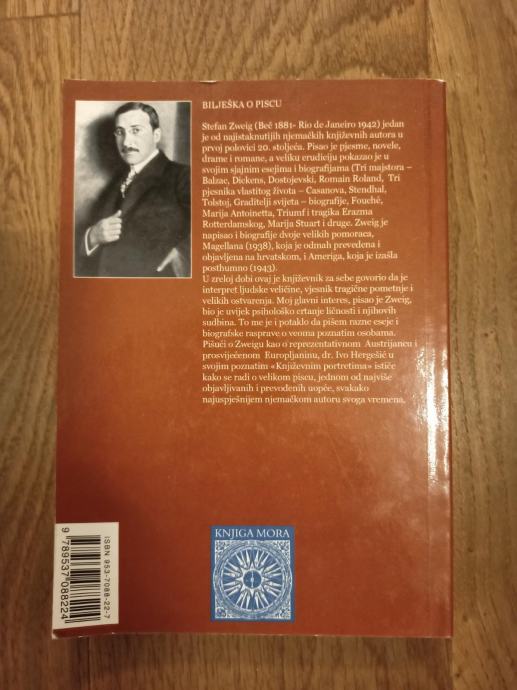 BILJEŠKA O PISCU
Stefan Zweig (Beč 1881- Rio de Janeiro 1942) jedan
je od najistaknutijih njemačkih književnih autora u
prvoj polovici 20. stoljeća. Pisao je pjesme, novele,
drame i romane, a veliku erudiciju pokazao je u
svojim sjajnim esejima i biografijama (Tri majstora –
Balzac, Dickens, Dostojevski, Romain Roland, Tri
pjesnika vlastitog života – Casanova, Stendhal,
Tolstoj, Graditelji svijeta – biografije, Fouché,
Marija Antoinetta, Triumf i tragika Erazma
Rotterdamskog, Marija Stuart i druge. Zweig je
napisao i biografije dvoje velikih pomoraca,
Magellana (1938), koja je odmah prevedena i
objavljena na hrvatskom, i Ameriga, koja je izašla
posthumno (1943).
U zreloj dobi ovaj je književnik za sebe govorio da je
interpret ljudske veličine, vjesnik tragične pometnje i
velikih ostvarenja. Moj glavni interes, pisao je Zweig,
bio je uvijek psihološko crtanje ličnosti i njihovih
sudbina. To me je i potaklo da pišem razne eseje i
biografske rasprave o veoma poznatim osobama.
Pišući o Zweigu kao o reprezentativnom Austrijancu i
prosvijećenom Europljaninu, dr. Ivo Hergešić u
svojim poznatim «Književnim portretima» ističe
kako se radi o velikom piscu, jednom od najviše
objavljivanih i prevođenih uopće, svakako
najuspješnijem njemačkom autoru svoga vremena.
KNJIGA MORA
ISBN 953-7088-22-7
9 789537 088224